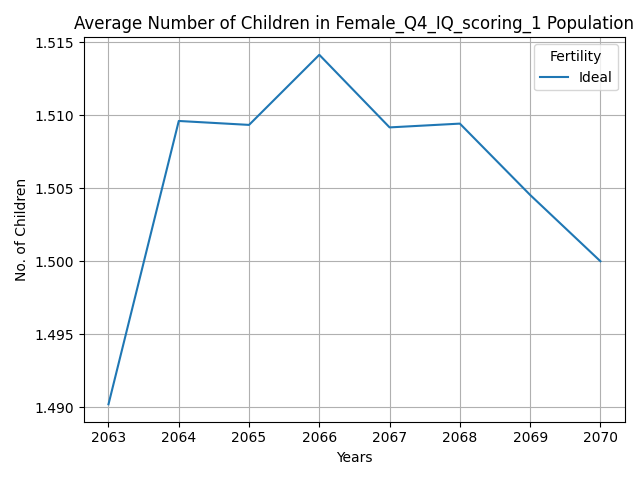 Average Number of Children in Female_Q4_IQ_scoring_1 Population
1.515
1.510
1.505
1.500
1.495
1.490
No. of Children
Fertility
Ideal
2063 2064 2065 2066 2067 2068 2069 2070
Years